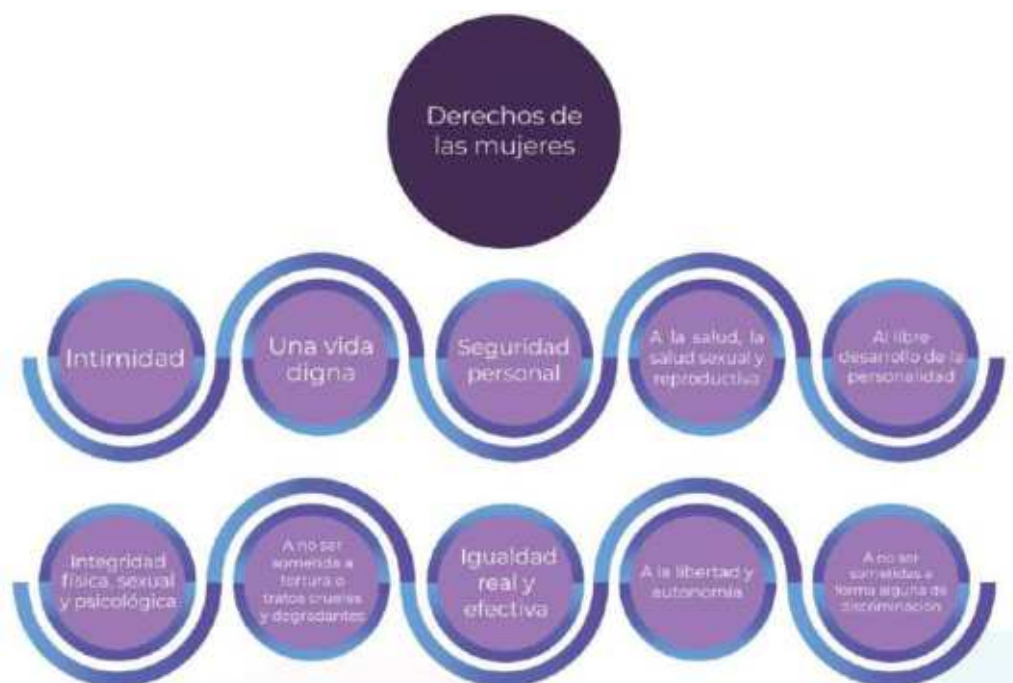 Derechos de
las mujeres
Intimidad
Una vida
digna
Seguridad
personal
A la salud, la
salud sexual y
reproductiva
Al libre
desarrollo de la
personalidad
Integridad
física, sexual
y psicológica
A no ser
sometida a
tortura o
tratos crueles
y degradantes
Igualdad
real y
efectiva
A la libertad y
autonomía
A no ser
sometidas a
forma alguna de
discriminación